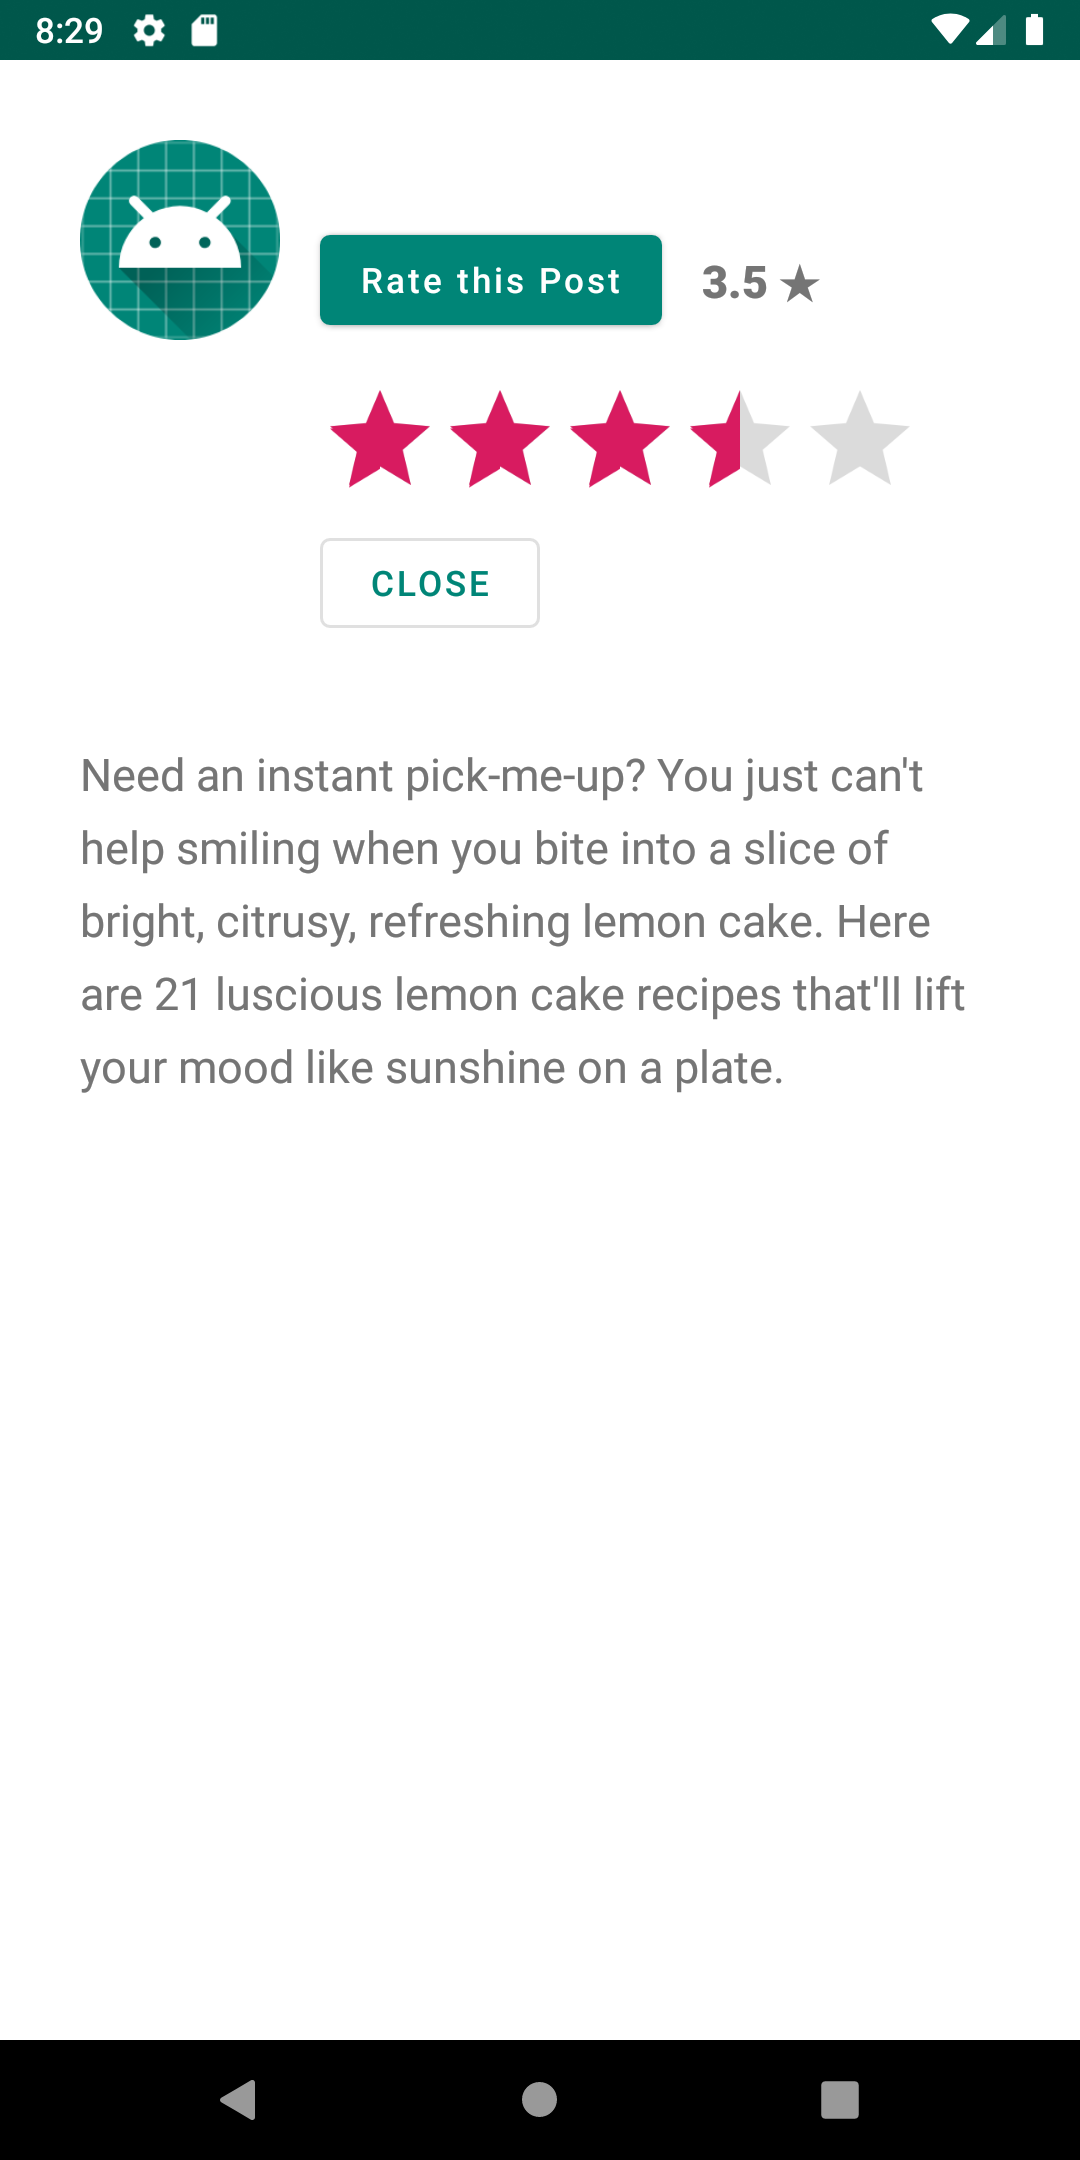 8:29
Rate this Post
3.5 ★
CLOSE
Need an instant pick-me-up? You just can't
help smiling when you bite into a slice of
bright, citrusy, refreshing lemon cake. Here
are 21 luscious lemon cake recipes that'll lift
your mood like sunshine on a plate.